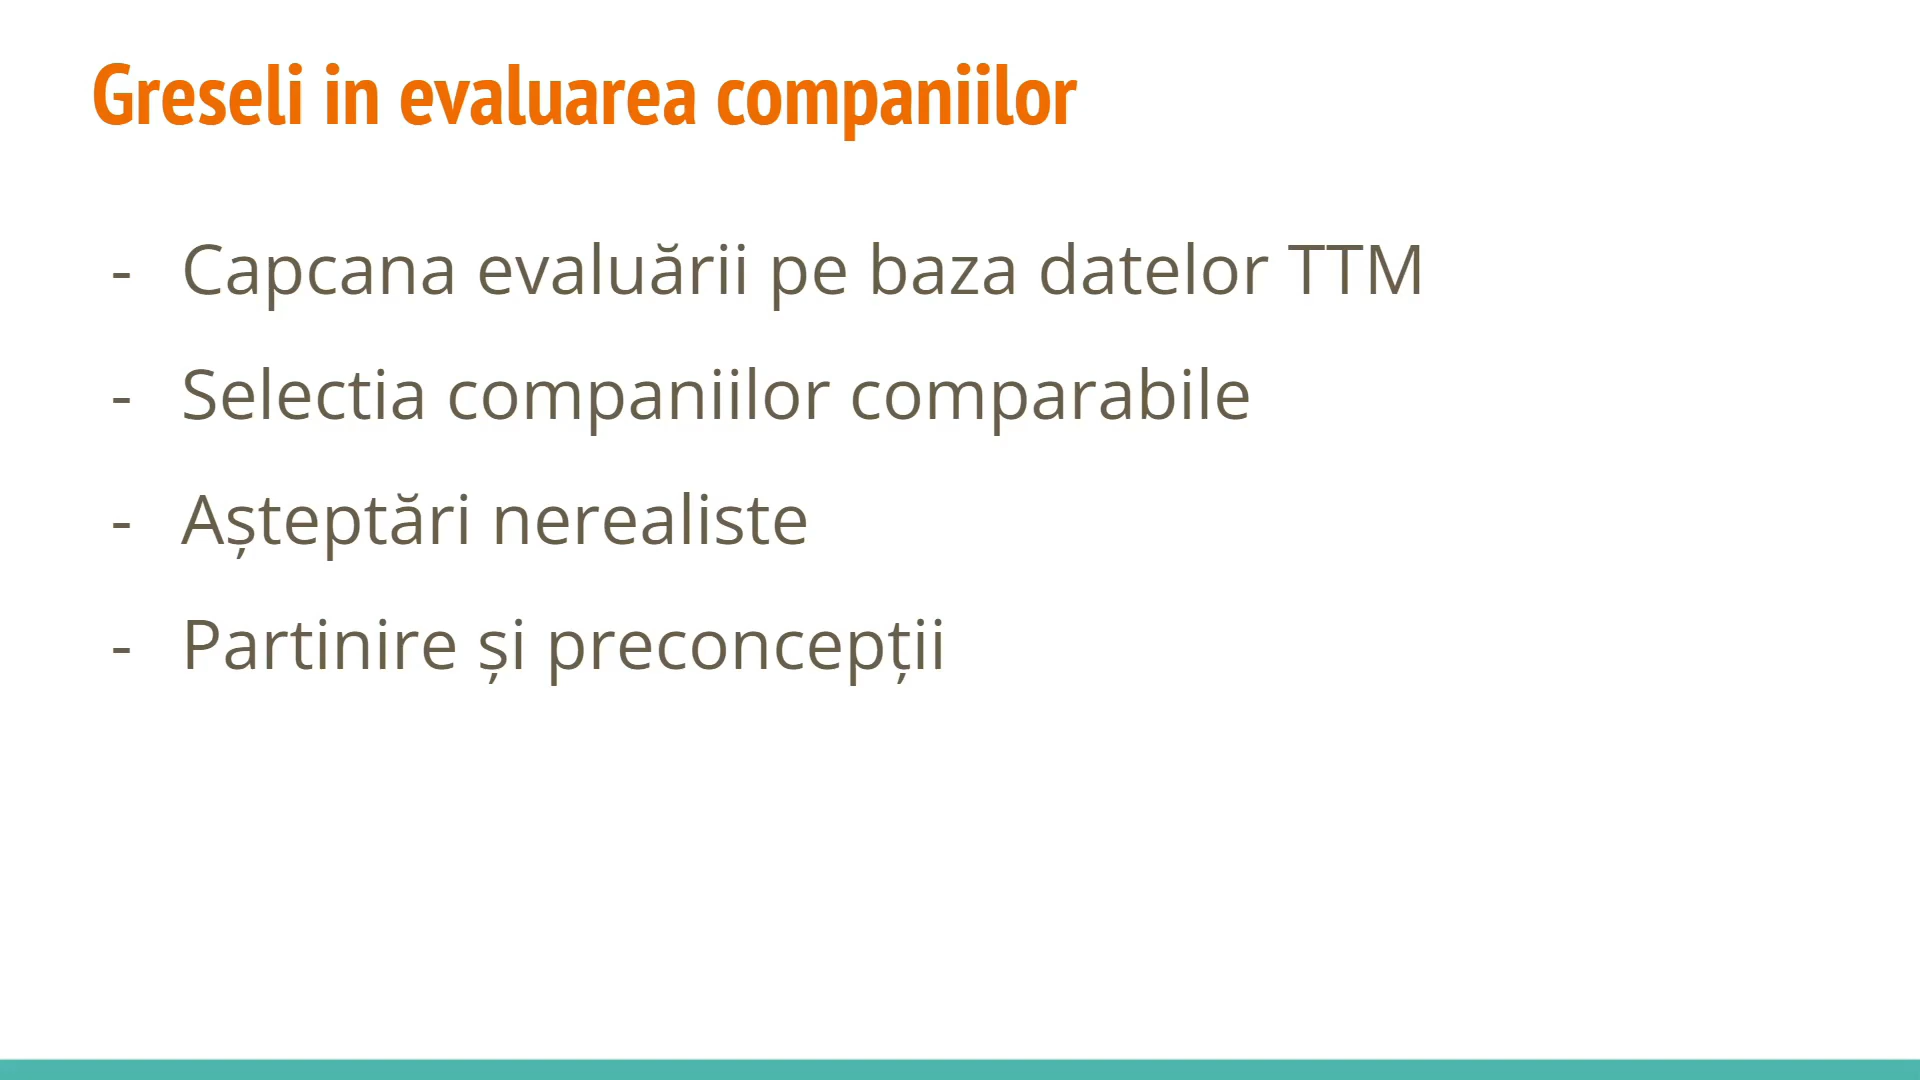 Greseli in evaluarea companiilor
- Capcana evaluării pe baza datelor TTM
- Selectia companiilor comparabile
- Așteptări nerealiste
- Partinire și preconcepții